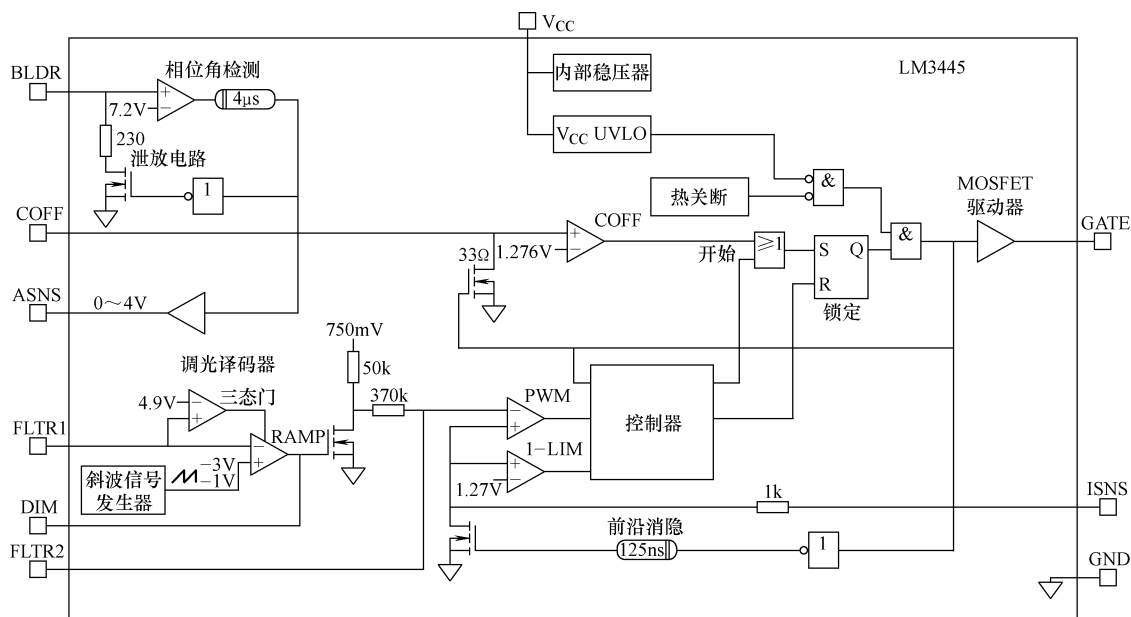 V_CC
LM3445
BLDR
相位角检测
4μs
7.2V
+
−
230
泄放电路
1
内部稳压器
V_CC UVLO
热关断
&
&
MOSFET
驱动器
GATE
COFF
COFF
+
−
1.276V
33Ω
开始
≥1
S
Q
R
锁定
ASNS
0～4V
750mV
50k
370k
调光译码器
三态门
4.9V
−
+
FLTR1
RAMP
−
+
−3V
−1V
斜波信号
发生器
DIM
FLTR2
PWM
−
+
控制器
1−LIM
+
−
1.27V
1k
ISNS
前沿消隐
125ns
1
GND